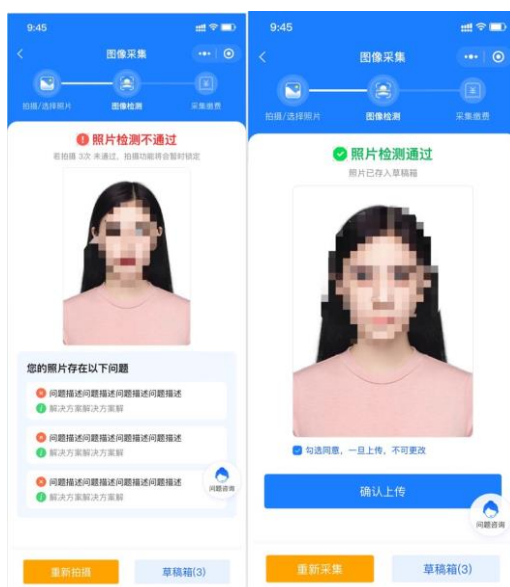 9:45
图像采集
拍摄/选择照片
图像检测
采集缴费
照片检测不通过
若拍摄 3次 未通过，拍摄功能将会暂时锁定
您的照片存在以下问题
问题描述问题描述问题描述问题描述
解决方案解决方案解
问题描述问题描述问题描述问题描述
解决方案解决方案解
问题描述问题描述问题描述问题描述
解决方案解决方案解
问题咨询
重新拍摄
草稿箱(3)
9:45
图像采集
拍摄/选择照片
图像检测
采集缴费
照片检测通过
照片已存入草稿箱
勾选同意，一旦上传，不可更改
确认上传
问题咨询
重新采集
草稿箱(3)